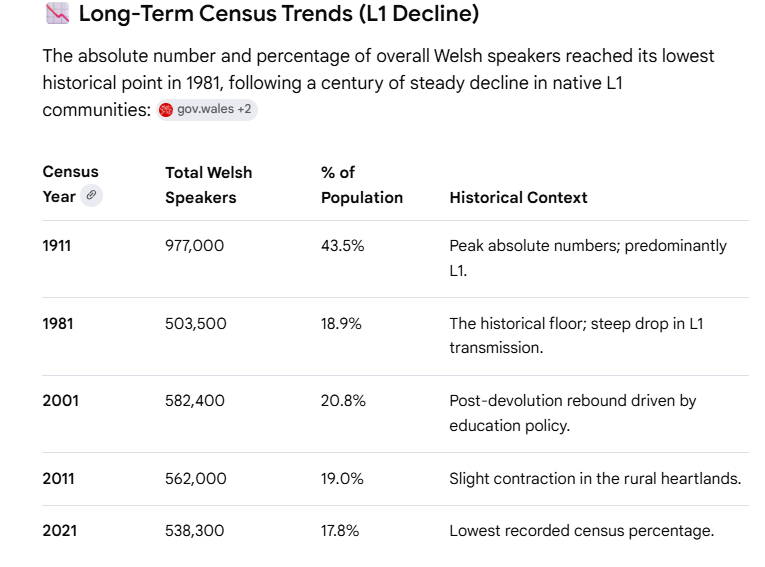 Long-Term Census Trends (L1 Decline)
The absolute number and percentage of overall Welsh speakers reached its lowest
historical point in 1981, following a century of steady decline in native L1
communities: gov.wales +2
Census Year Total Welsh Speakers % of Population Historical Context
1911 977,000 43.5% Peak absolute numbers; predominantly L1.
1981 503,500 18.9% The historical floor; steep drop in L1 transmission.
2001 582,400 20.8% Post-devolution rebound driven by education policy.
2011 562,000 19.0% Slight contraction in the rural heartlands.
2021 538,300 17.8% Lowest recorded census percentage.